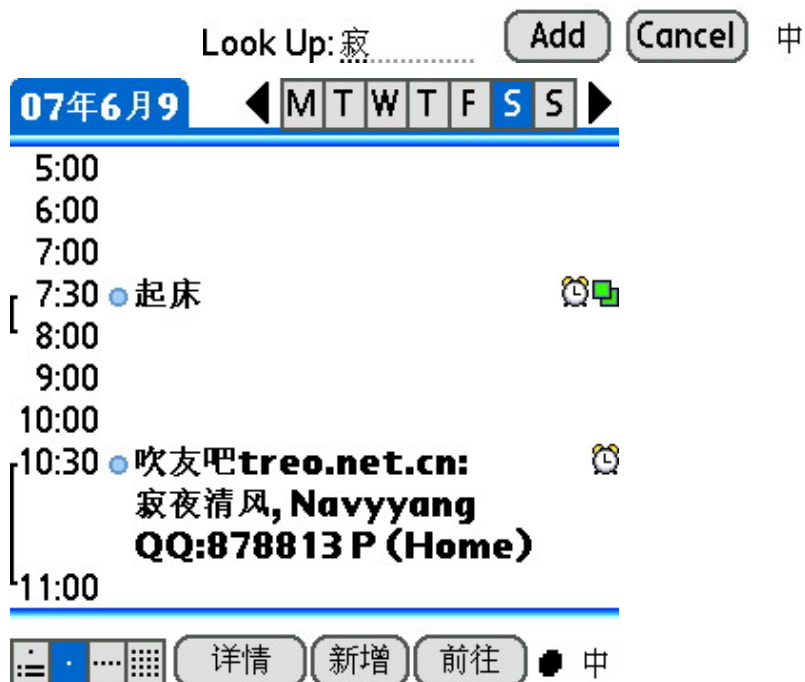 Look Up: 寂 Add Cancel 中
07年6月9 M T W T F S S
5:00
6:00
7:00
7:30 起床
8:00
9:00
10:00
10:30 吹友吧treo.net.cn:
寂夜清风, Navyyang
QQ:878813 P (Home)
11:00
详情 新增 前往 中